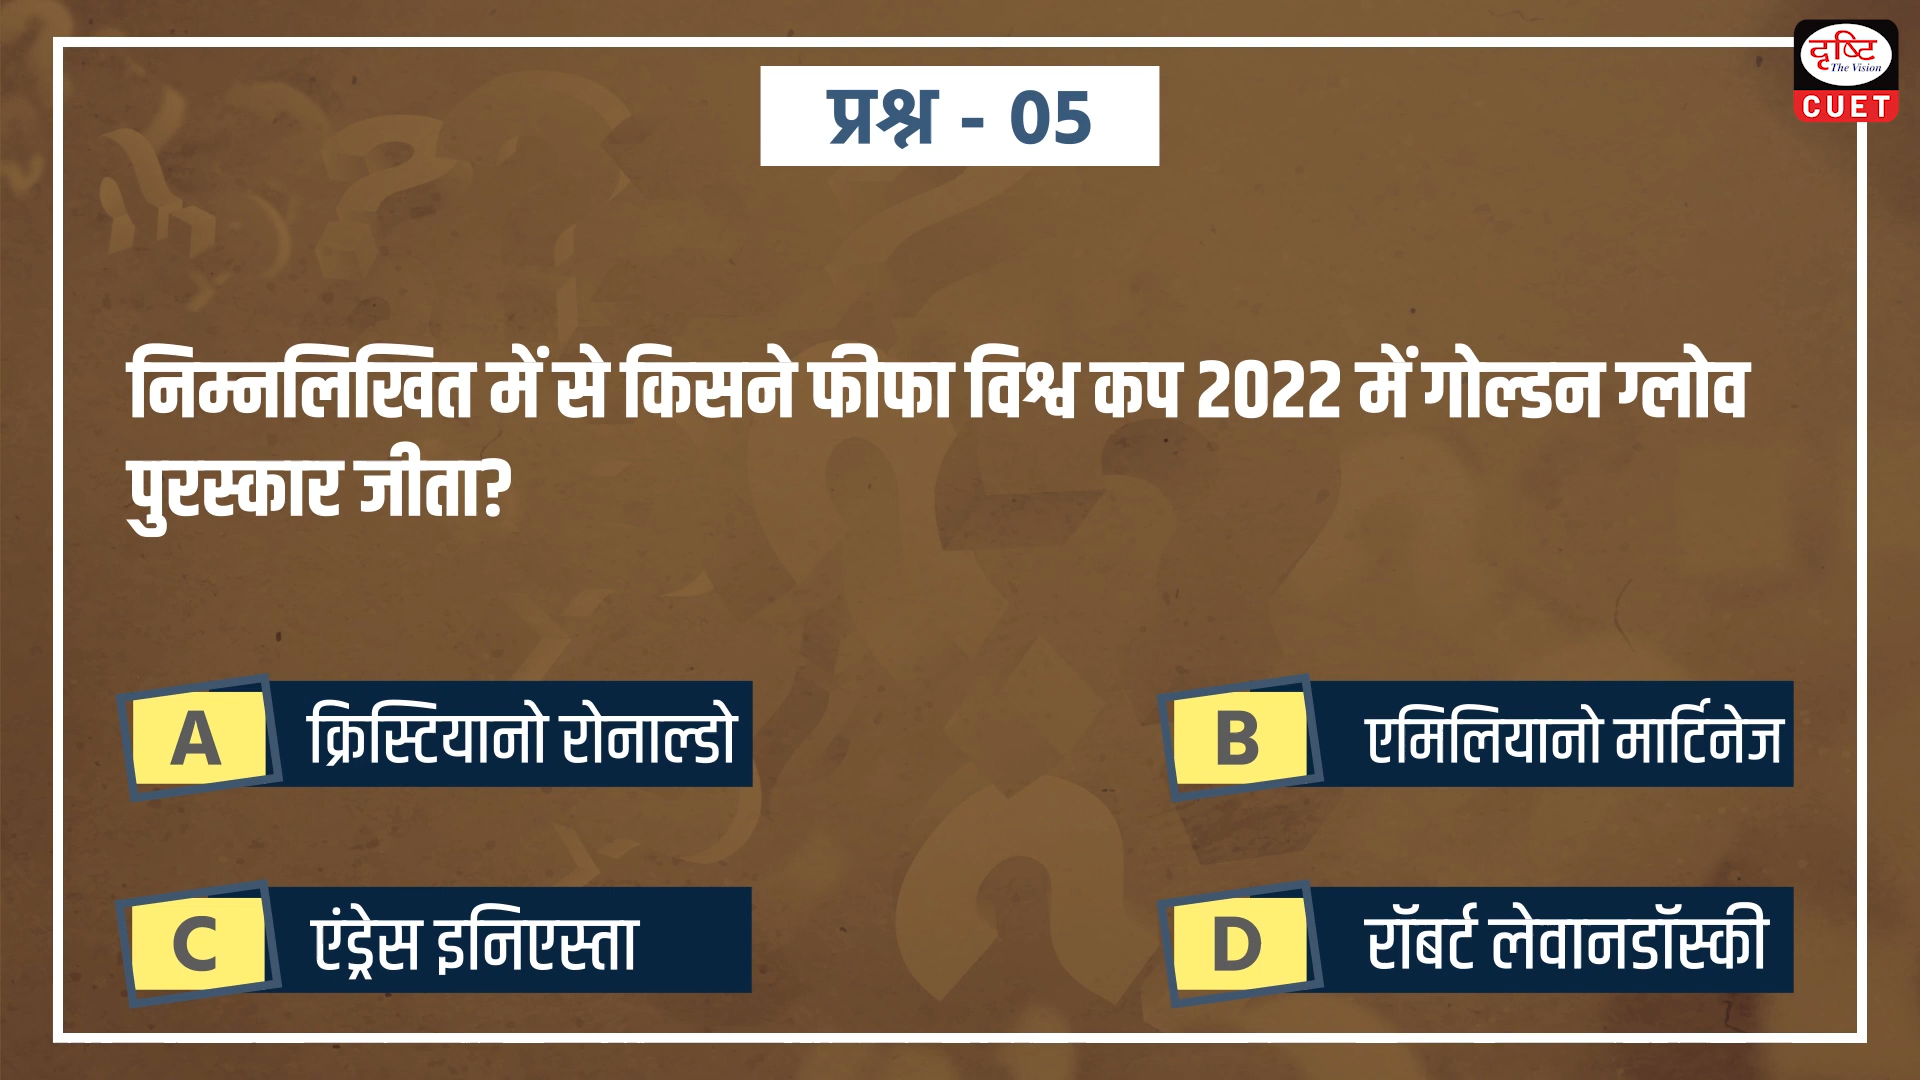 दृष्टि
The Vision
CUET
प्रश्न - 05
निम्नलिखित में से किसने फीफा विश्व कप 2022 में गोल्डन ग्लोव
पुरस्कार जीता?
A क्रिस्टियानो रोनाल्डो
B एमिलियानो मार्टिनेज
C एंड्रेस इनिएस्ता
D रॉबर्ट लेवानडॉस्की